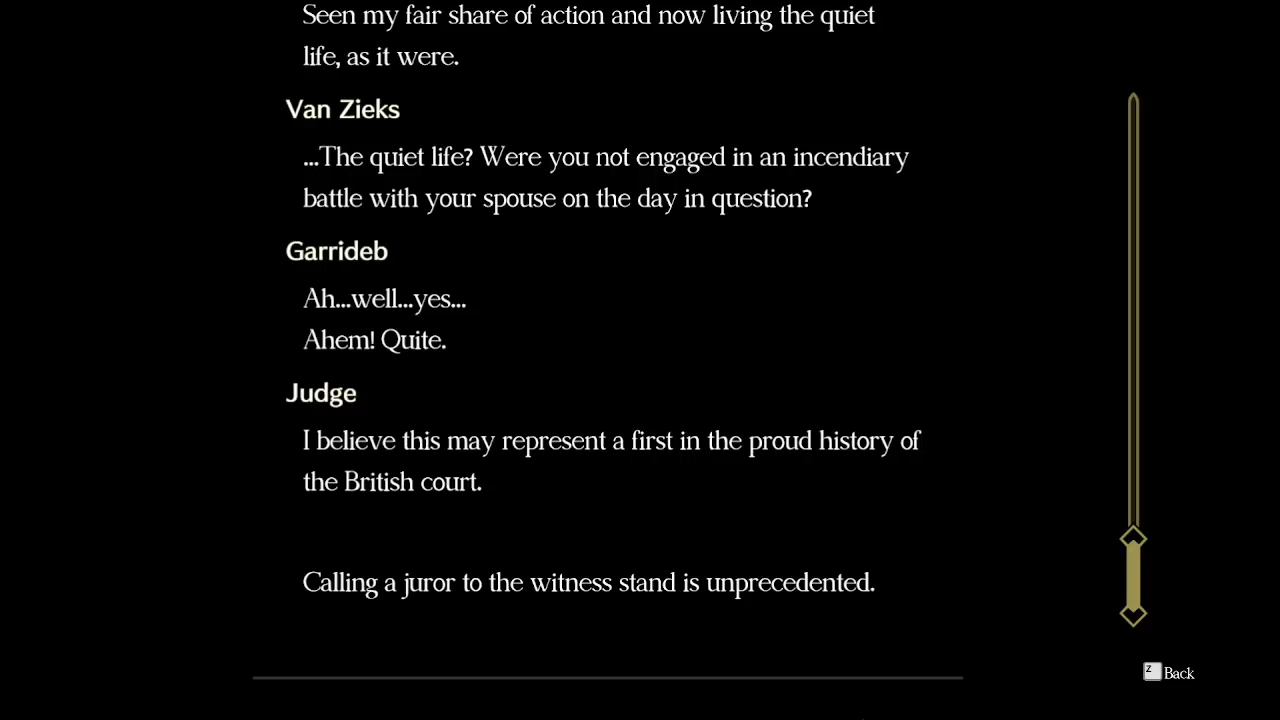 Seen my fair share of action and now living the quiet
life, as it were.
Van Zieks
...The quiet life? Were you not engaged in an incendiary
battle with your spouse on the day in question?
Garrideb
Ah...well...yes...
Ahem! Quite.
Judge
I believe this may represent a first in the proud history of
the British court.
Calling a juror to the witness stand is unprecedented.
Z Back